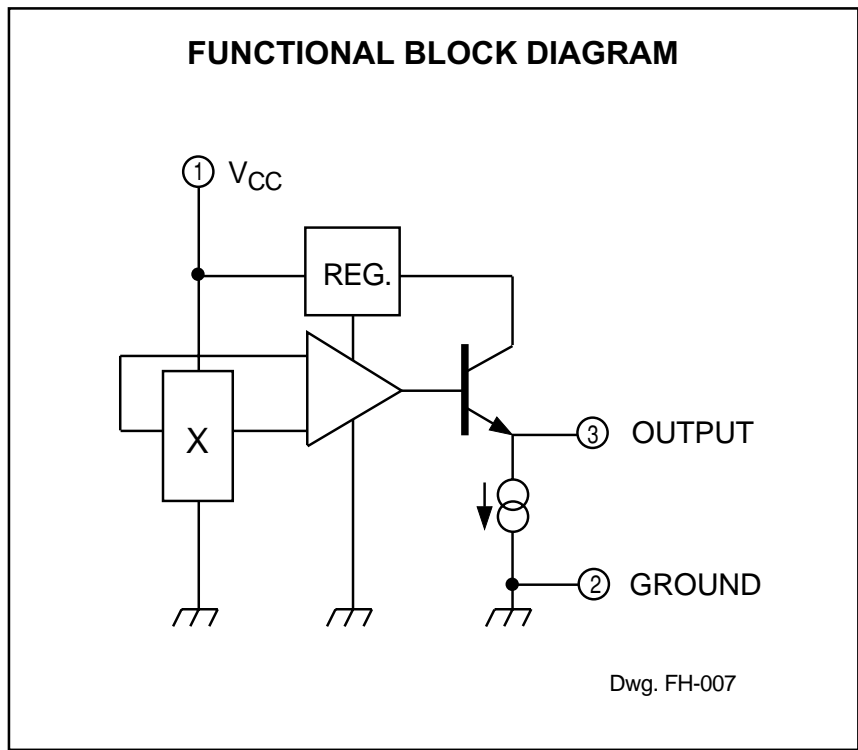 FUNCTIONAL BLOCK DIAGRAM
1 VCC
REG.
X
3 OUTPUT
2 GROUND
Dwg. FH-007